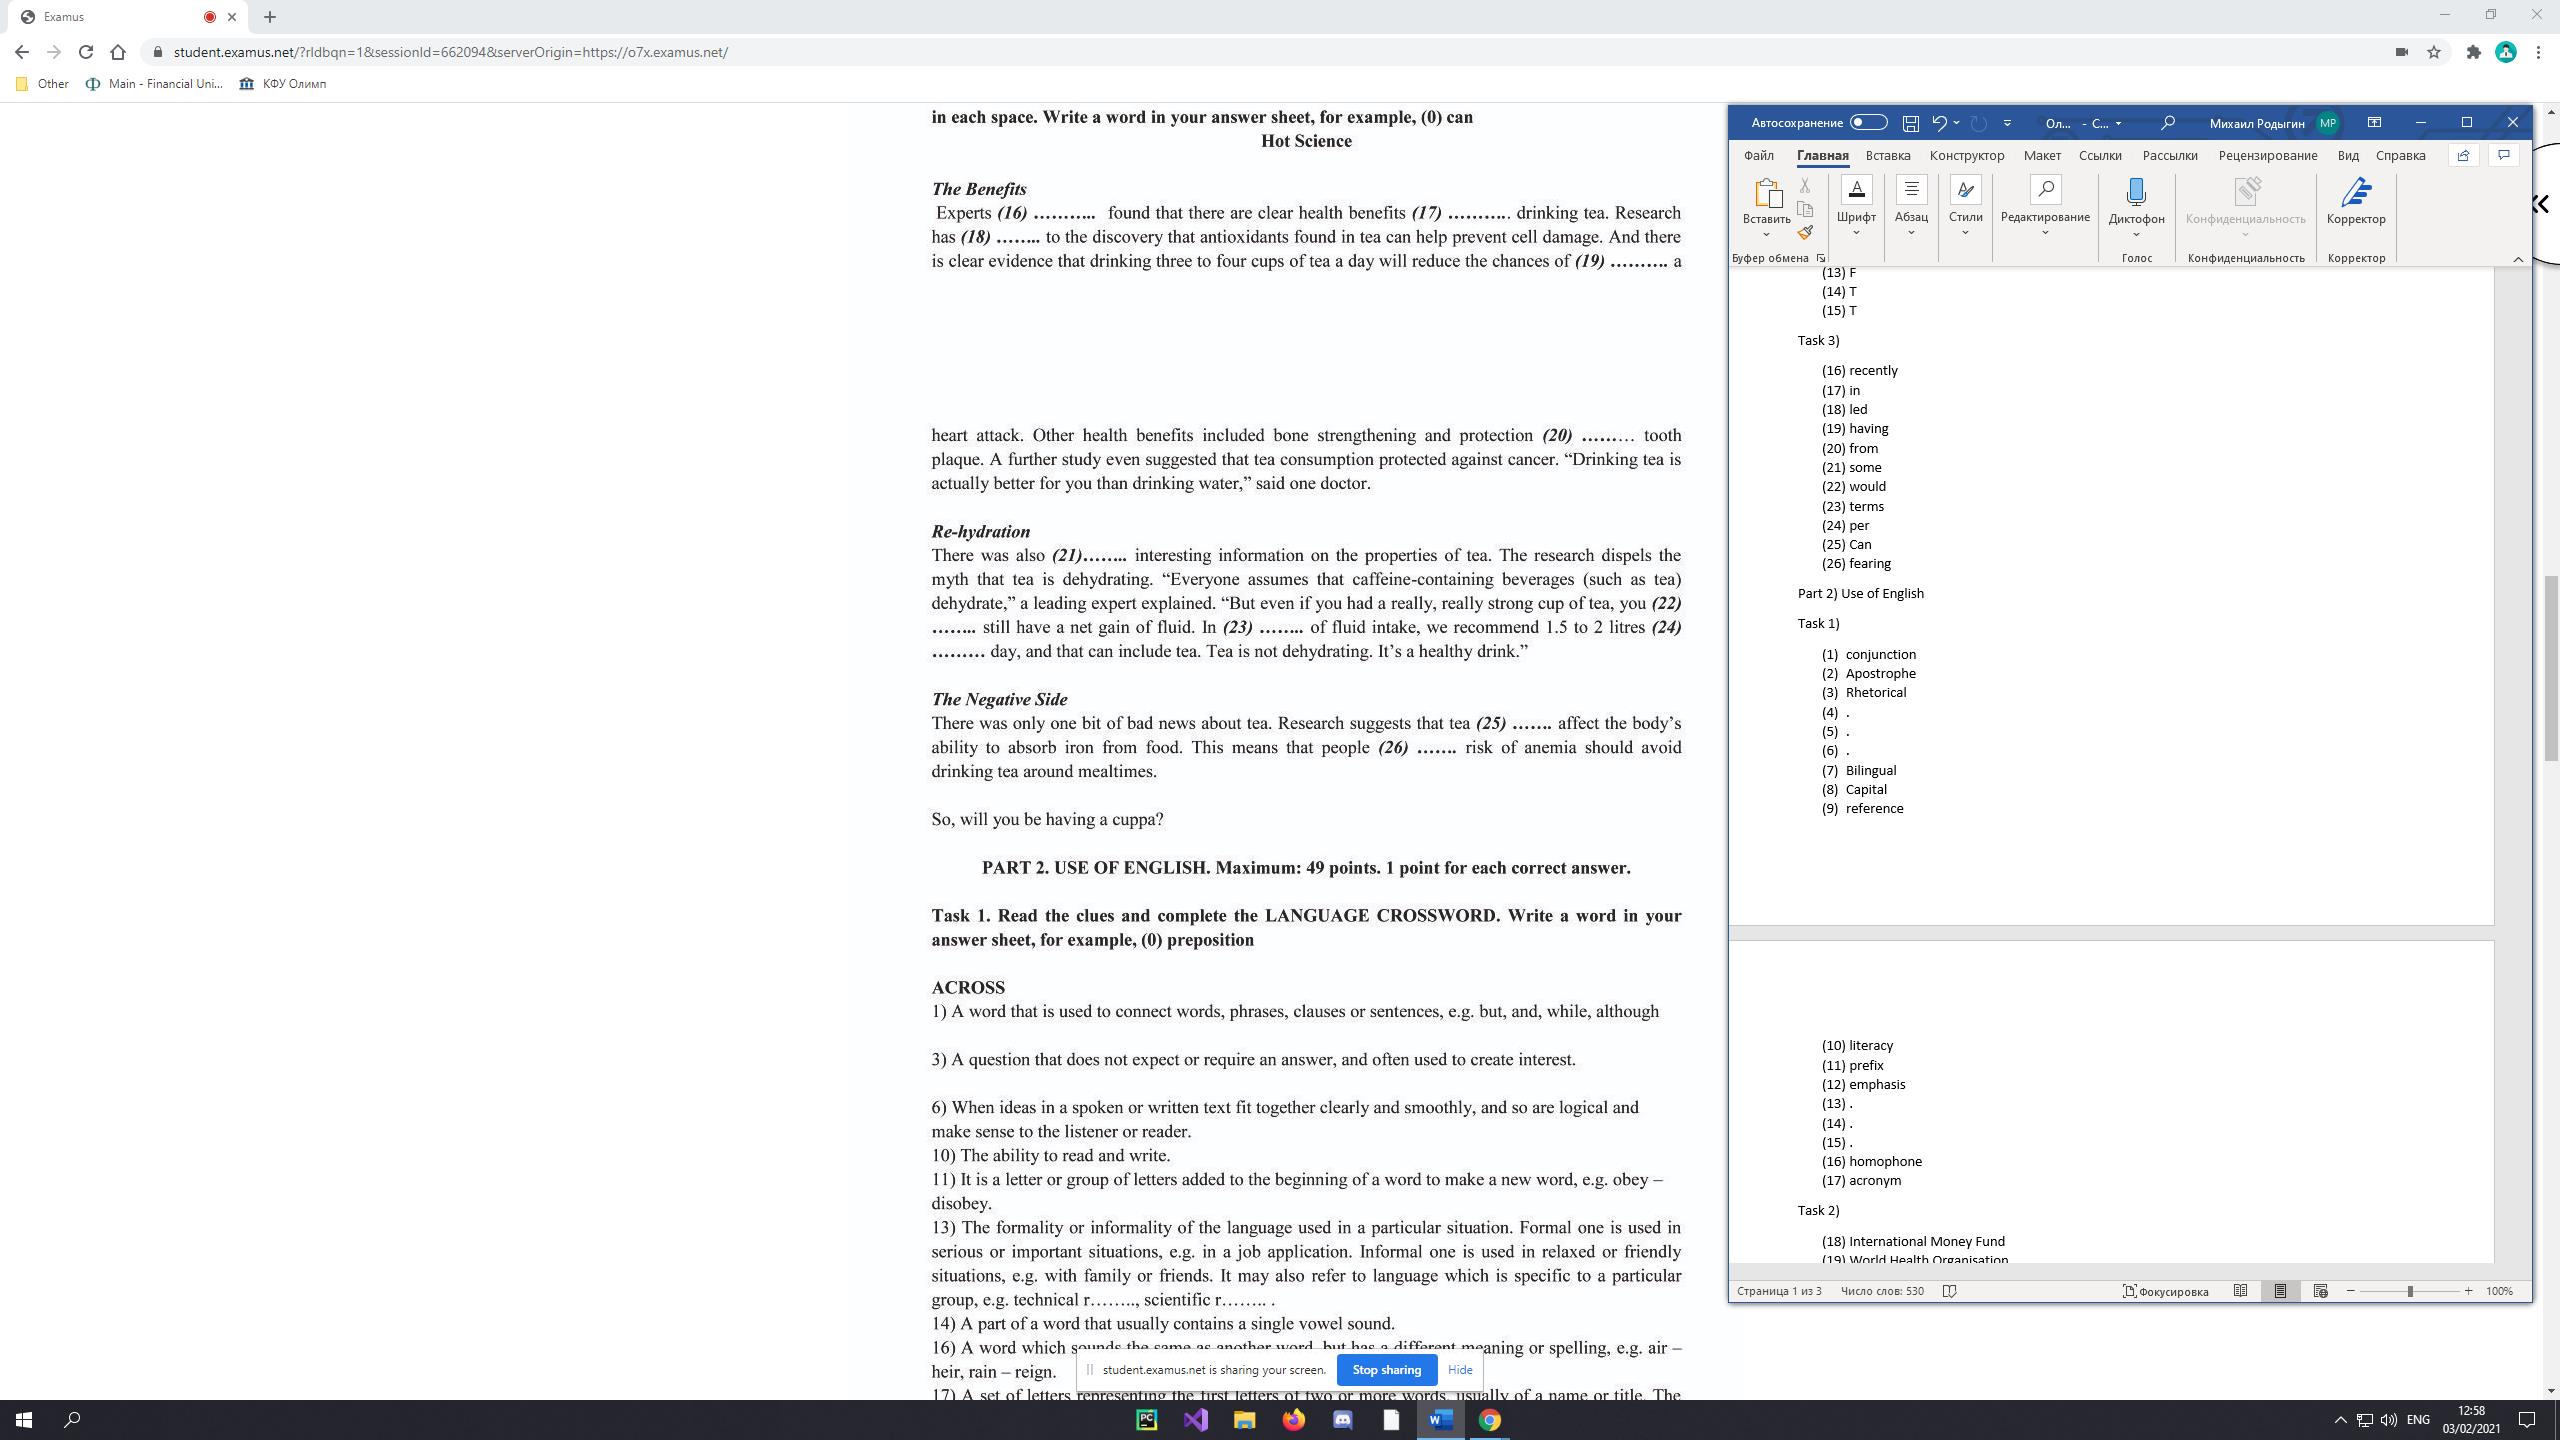 Examus
student.examus.net/?rldbqn=1&sessionId=662094&serverOrigin=https://o7x.examus.net/
Other
Main - Financial Uni...
КФУ Олимп
in each space. Write a word in your answer sheet, for example, (0) can
Hot Science
The Benefits
Experts (16) ……….. found that there are clear health benefits (17) ……….. drinking tea. Research
has (18) …….. to the discovery that antioxidants found in tea can help prevent cell damage. And there
is clear evidence that drinking three to four cups of tea a day will reduce the chances of (19) ………. a
heart attack. Other health benefits included bone strengthening and protection (20) ……… tooth
plaque. A further study even suggested that tea consumption protected against cancer. “Drinking tea is
actually better for you than drinking water,” said one doctor.
Re-hydration
There was also (21)…….. interesting information on the properties of tea. The research dispels the
myth that tea is dehydrating. “Everyone assumes that caffeine-containing beverages (such as tea)
dehydrate,” a leading expert explained. “But even if you had a really, really strong cup of tea, you (22)
…….. still have a net gain of fluid. In (23) …….. of fluid intake, we recommend 1.5 to 2 litres (24)
……… day, and that can include tea. Tea is not dehydrating. It’s a healthy drink.”
The Negative Side
There was only one bit of bad news about tea. Research suggests that tea (25) ……. affect the body’s
ability to absorb iron from food. This means that people (26) ……. risk of anemia should avoid
drinking tea around mealtimes.
So, will you be having a cuppa?
PART 2. USE OF ENGLISH. Maximum: 49 points. 1 point for each correct answer.
Task 1. Read the clues and complete the LANGUAGE CROSSWORD. Write a word in your
answer sheet, for example, (0) preposition
ACROSS
1) A word that is used to connect words, phrases, clauses or sentences, e.g. but, and, while, although
3) A question that does not expect or require an answer, and often used to create interest.
6) When ideas in a spoken or written text fit together clearly and smoothly, and so are logical and
make sense to the listener or reader.
10) The ability to read and write.
11) It is a letter or group of letters added to the beginning of a word to make a new word, e.g. obey –
disobey.
13) The formality or informality of the language used in a particular situation. Formal one is used in
serious or important situations, e.g. in a job application. Informal one is used in relaxed or friendly
situations, e.g. with family or friends. It may also refer to language which is specific to a particular
group, e.g. technical r…….., scientific r…….. .
14) A part of a word that usually contains a single vowel sound.
16) A word which sounds the same as another word, but has a different meaning or spelling, e.g. air –
heir, rain – reign.
17) A set of letters representing the first letters of two or more words, usually of a name or title. The
student.examus.net is sharing your screen.
Stop sharing
Hide
Автосохранение
Ол... - С...
Михаил Родыгин
МР
Файл
Главная
Вставка
Конструктор
Макет
Ссылки
Рассылки
Рецензирование
Вид
Справка
Вставить
Шрифт
Абзац
Стили
Редактирование
Диктофон
Конфиденциальность
Корректор
Буфер обмена
Голос
Конфиденциальность
Корректор
(13) F
(14) T
(15) T
Task 3)
(16) recently
(17) in
(18) led
(19) having
(20) from
(21) some
(22) would
(23) terms
(24) per
(25) Can
(26) fearing
Part 2) Use of English
Task 1)
(1) conjunction
(2) Apostrophe
(3) Rhetorical
(4) .
(5) .
(6) .
(7) Bilingual
(8) Capital
(9) reference
(10) literacy
(11) prefix
(12) emphasis
(13) .
(14) .
(15) .
(16) homophone
(17) acronym
Task 2)
(18) International Money Fund
(19) World Health Organisation
Страница 1 из 3
Число слов: 530
Фокусировка
100%
PC
W
ENG
12:58
03/02/2021